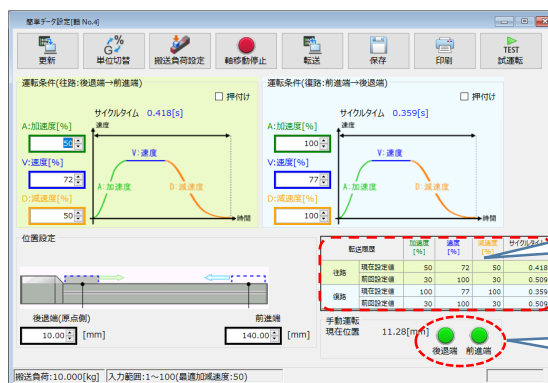 簡単データ設定[軸 No.4]
更新 単位切替 搬送負荷設定 軸移動停止 転送 保存 印刷 TEST 試運転
運転条件(往路:後退端→前進端)
押付け
サイクルタイム 0.418[s]
A:加速度[%]
50
V:速度[%]
72
D:減速度[%]
50
速度
V:速度
A:加速度 D:減速度
時間
運転条件(復路:前進端→後退端)
押付け
サイクルタイム 0.359[s]
A:加速度[%]
100
V:速度[%]
77
D:減速度[%]
100
速度
V:速度
A:加速度 D:減速度
時間
位置設定
後退端(原点側) 前進端
10.00 [mm] 140.00 [mm]
転送履歴 加速度[%] 速度[%] 減速度[%] サイクルタイム
往路 現在設定値 50 72 50 0.418
前回設定値 30 100 30 0.509
復路 現在設定値 100 77 100 0.359
前回設定値 30 100 30 0.509
手動運転
現在位置 11.28[mm]
後退端 前進端
搬送負荷:10.000[kg] 入力範囲:1～100(最適加減速度:50)